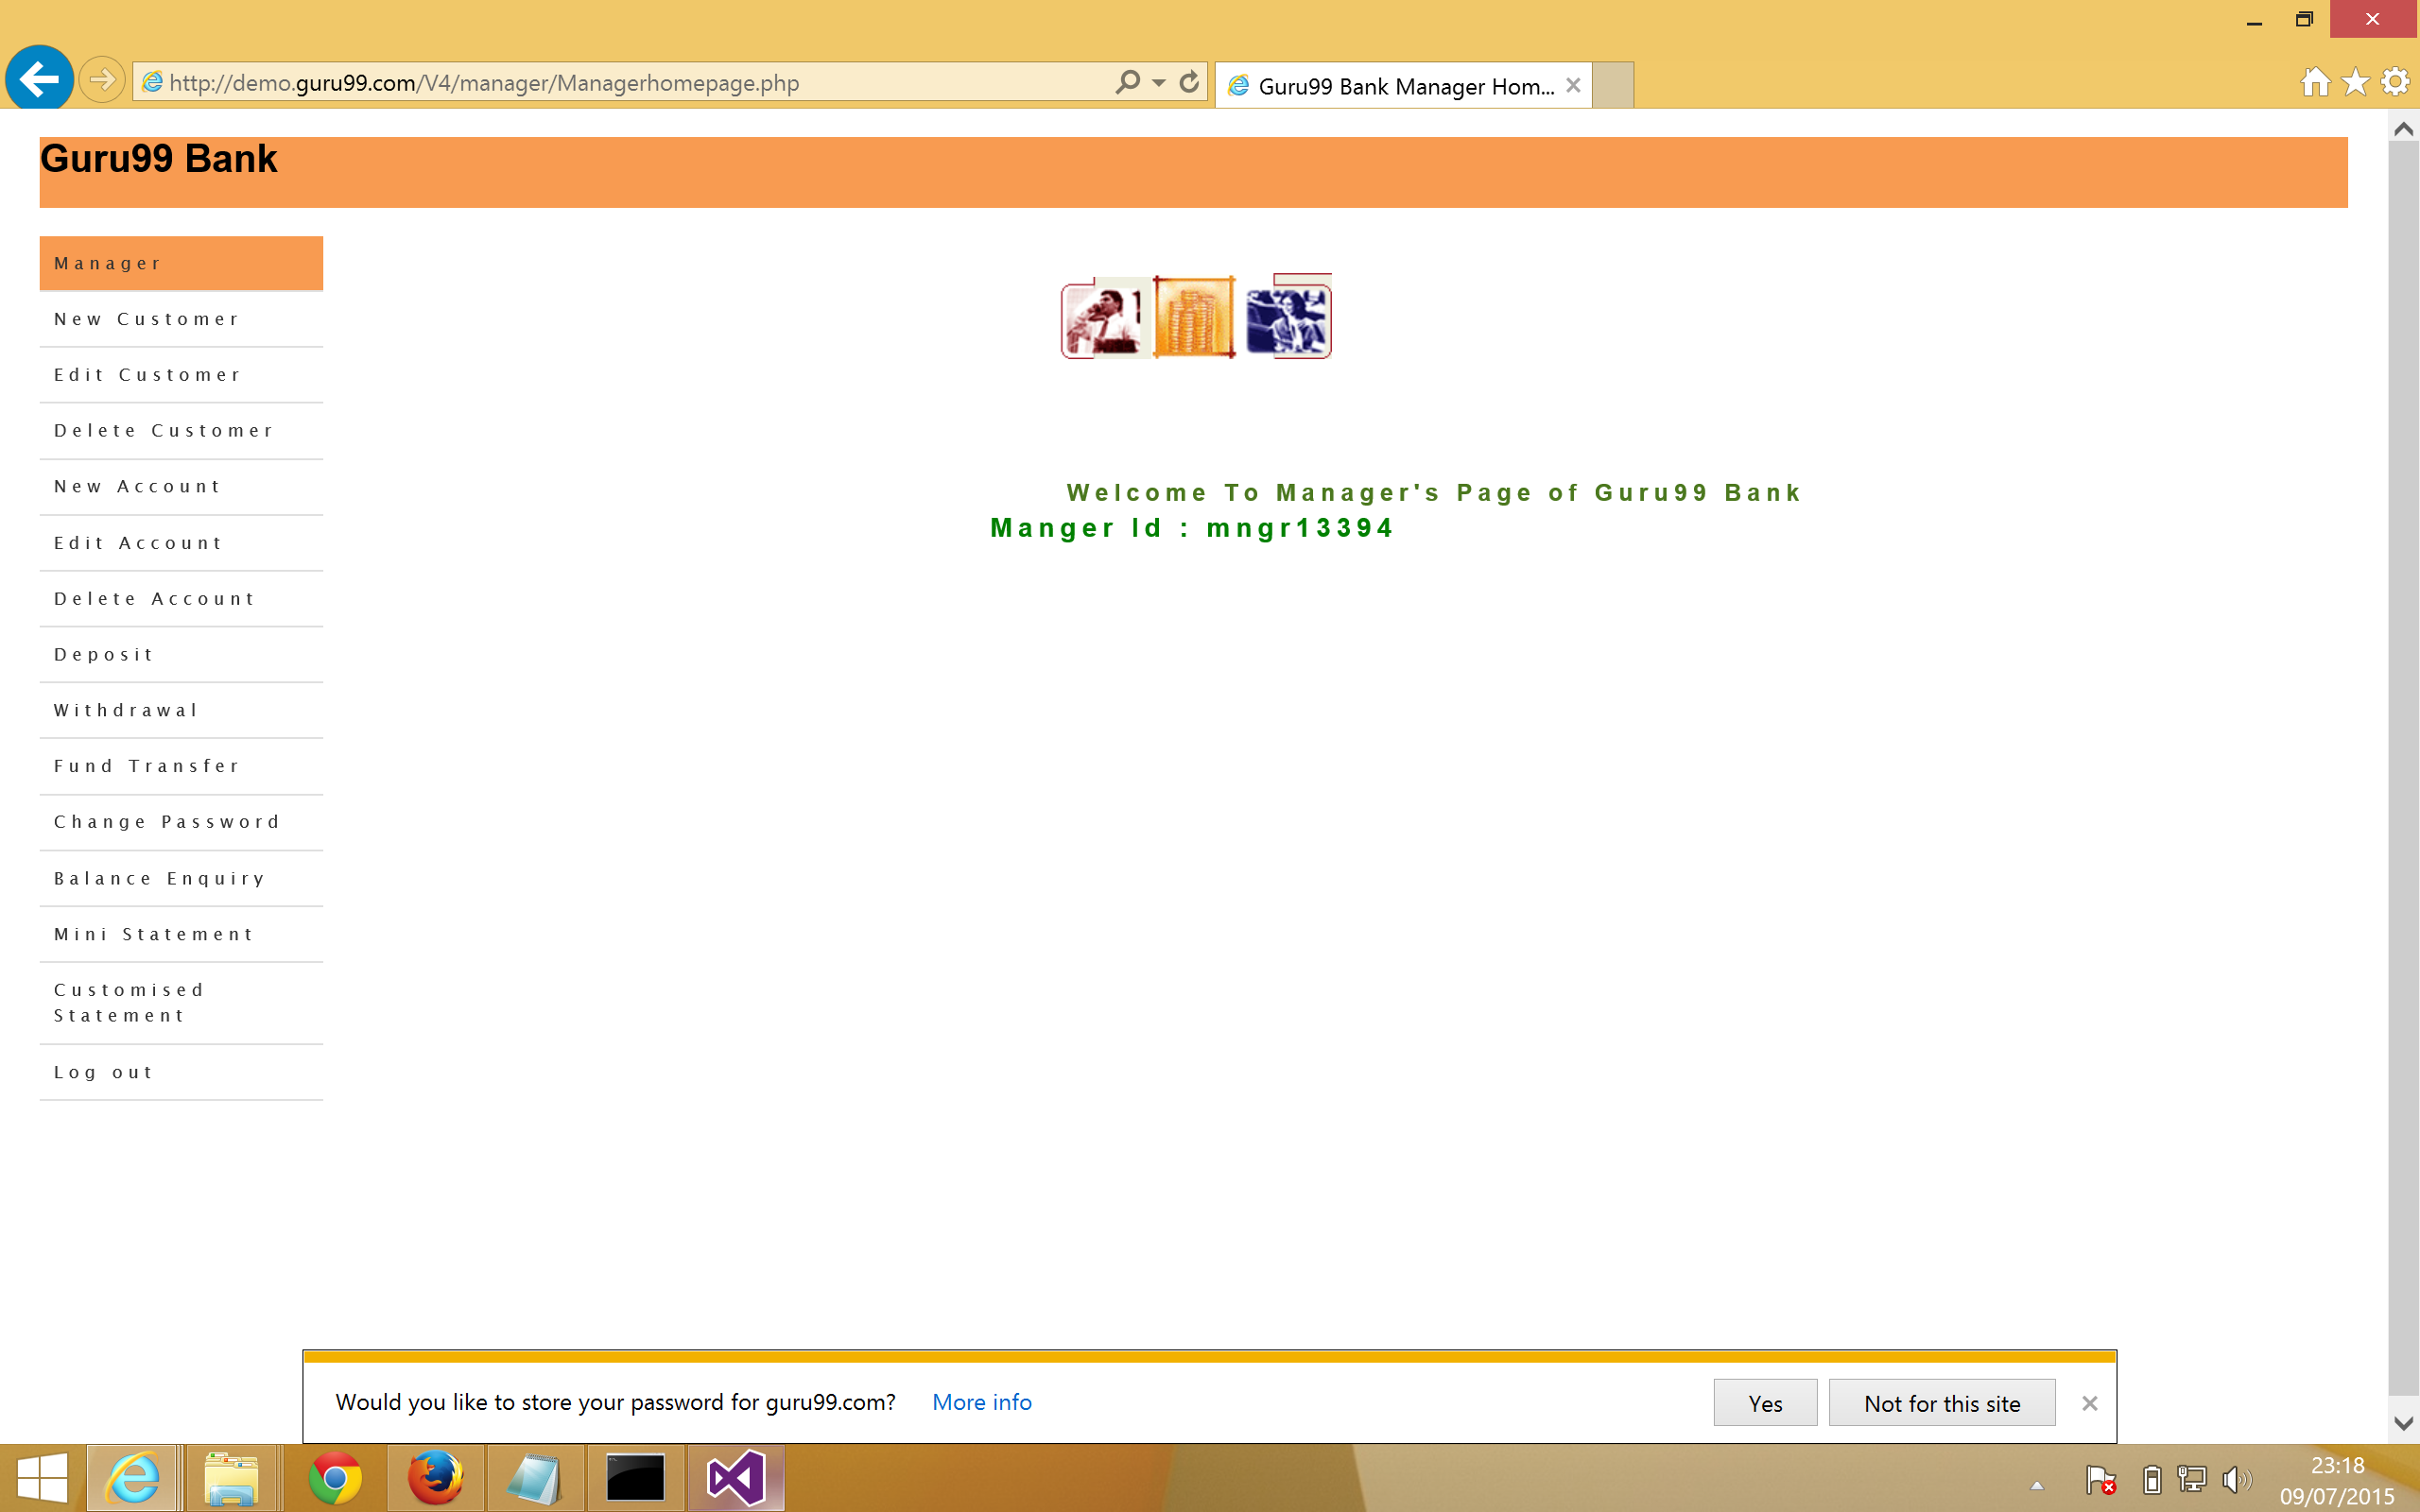 http://demo.guru99.com/V4/manager/Managerhomepage.php
Guru99 Bank Manager Hom...
Guru99 Bank
Manager
New Customer
Edit Customer
Delete Customer
New Account
Edit Account
Delete Account
Deposit
Withdrawal
Fund Transfer
Change Password
Balance Enquiry
Mini Statement
Customised
Statement
Log out
Welcome To Manager's Page of Guru99 Bank
Manger Id : mngr13394
Would you like to store your password for guru99.com? More info
Yes
Not for this site
23:18
09/07/2015